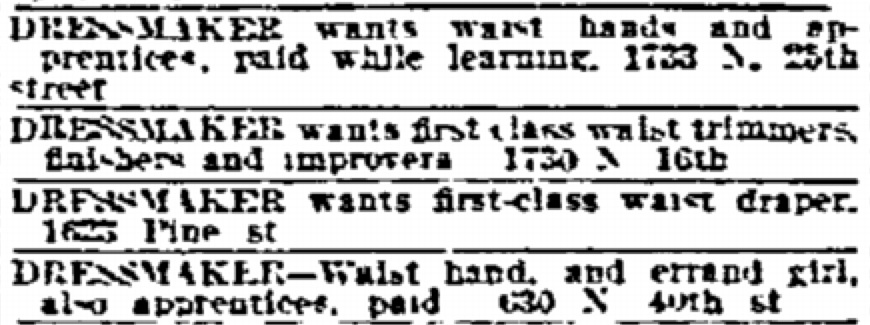 DRESSMAKER wants waist hands and ap-
prentices, paid while learning. 1733 N. 25th
street
DRESSMAKER wants first class waist trimmers,
finishers and improvers 1730 N 16th
DRESSMAKER wants first-class waist draper.
1625 Pine st
DRESSMAKER—Waist hand, and errand girl,
also apprentices, paid 630 N 40th st